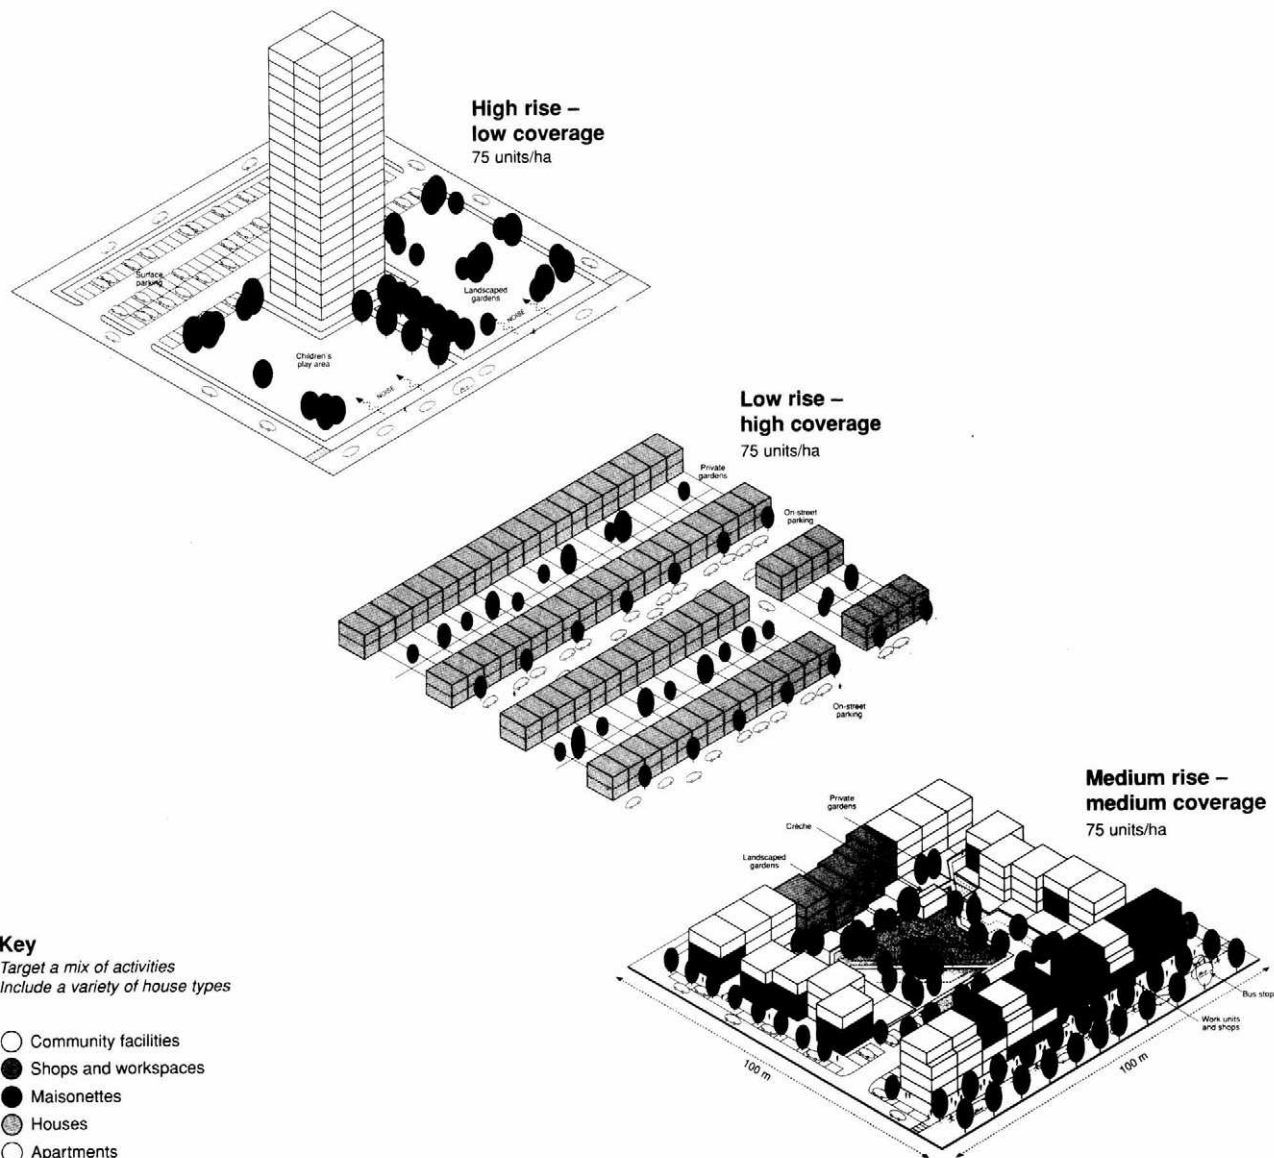 High rise –
low coverage
75 units/ha
Surface
parking
Landscaped
gardens
NOISE
Children's
play area
NOISE
Low rise –
high coverage
75 units/ha
Private
gardens
On-street
parking
On-street
parking
Medium rise –
medium coverage
75 units/ha
Private
gardens
Crèche
Landscaped
gardens
Bus stop
Work units
and shops
100 m
100 m
Key
Target a mix of activities
Include a variety of house types
Community facilities
Shops and workspaces
Maisonettes
Houses
Apartments